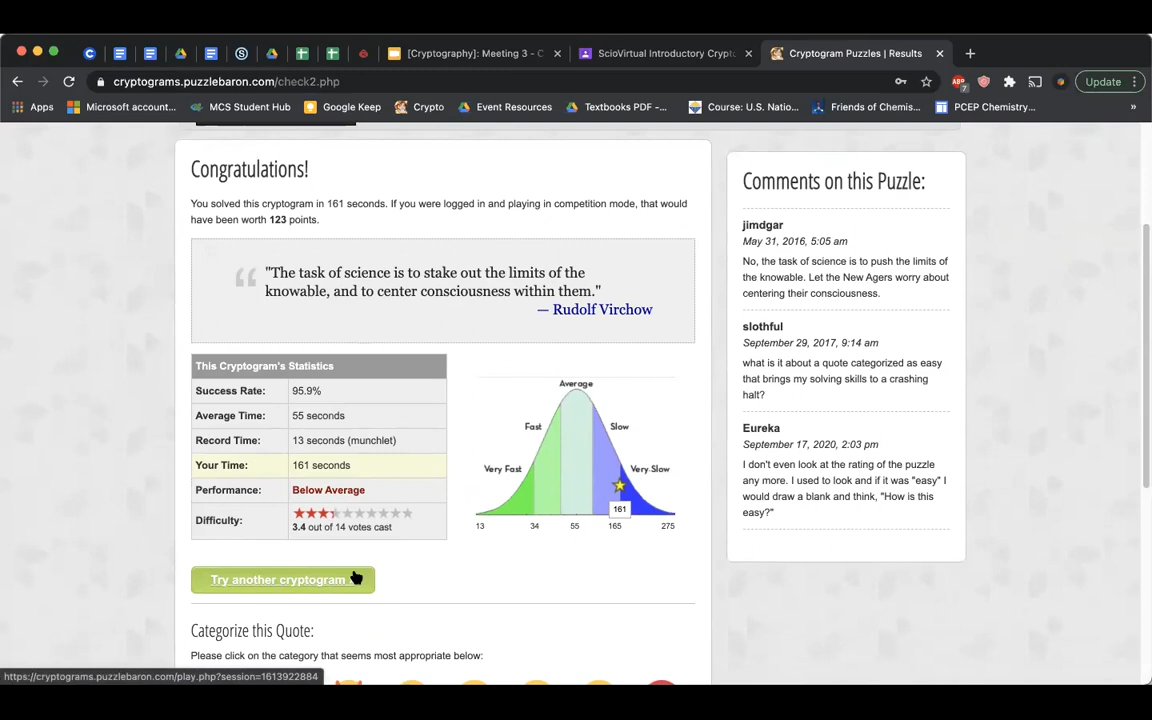 [Cryptography]: Meeting 3 - C
ScioVirtual Introductory Crypt
Cryptogram Puzzles | Results
cryptograms.puzzlebaron.com/check2.php
Update
Apps
Microsoft account...
MCS Student Hub
Google Keep
Crypto
Event Resources
Textbooks PDF -...
Course: U.S. Natio...
Friends of Chemis...
PCEP Chemistry...
»
Congratulations!
You solved this cryptogram in 161 seconds. If you were logged in and playing in competition mode, that would
have been worth 123 points.
"The task of science is to stake out the limits of the
knowable, and to center consciousness within them."
— Rudolf Virchow
This Cryptogram's Statistics
Success Rate: 95.9%
Average Time: 55 seconds
Record Time: 13 seconds (munchlet)
Your Time: 161 seconds
Performance: Below Average
Difficulty: 3.4 out of 14 votes cast
Average
Fast
Slow
Very Fast
Very Slow
161
13 34 55 165 275
Try another cryptogram
Categorize this Quote:
Please click on the category that seems most appropriate below:
Comments on this Puzzle:
jimdgar
May 31, 2016, 5:05 am
No, the task of science is to push the limits of
the knowable. Let the New Agers worry about
centering their consciousness.
slothful
September 29, 2017, 9:14 am
what is it about a quote categorized as easy
that brings my solving skills to a crashing
halt?
Eureka
September 17, 2020, 2:03 pm
I don't even look at the rating of the puzzle
any more. I used to look and if it was "easy" I
would draw a blank and think, "How is this
easy?"
https://cryptograms.puzzlebaron.com/play.php?session=1613922884